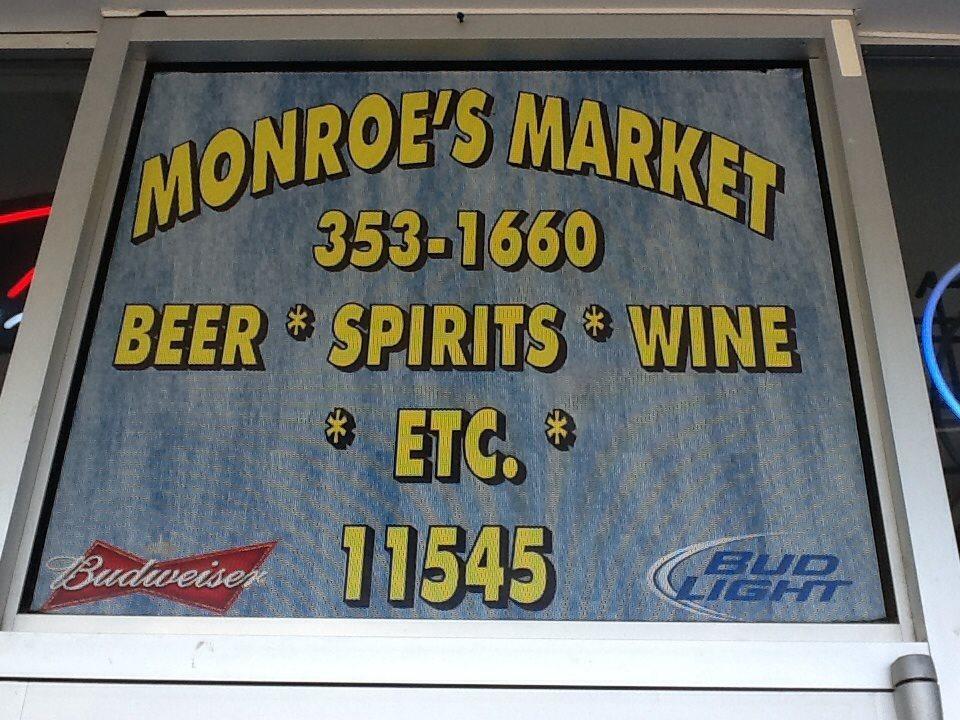 MONROE'S MARKET
353-1660
BEER * SPIRITS * WINE
* ETC. *
11545
Budweiser
BUD
LIGHT